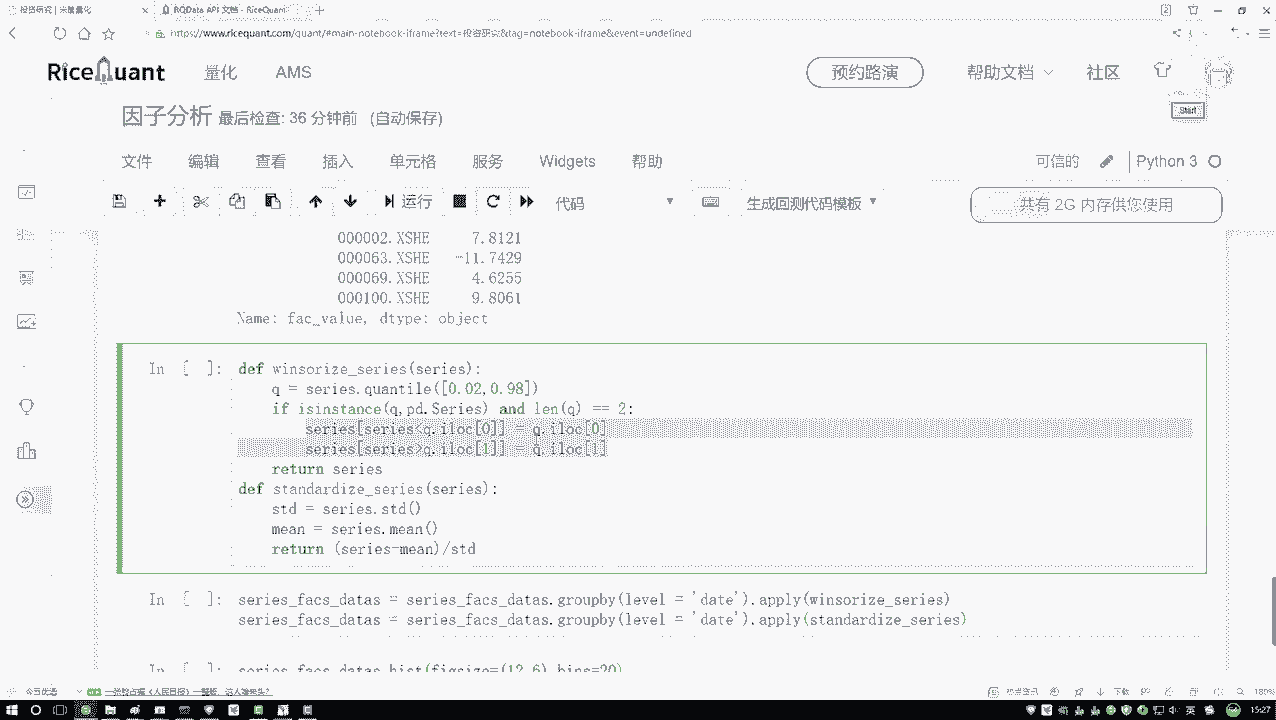 投资研究 | 米筐量化
RQData API 文档 - RiceQuant
https://www.ricequant.com/quant/#main-notebook-iframe?text=投资研究&tag=notebook-iframe&event=undefined
RiceQuant 量化 AMS 预约路演 帮助文档 社区
Start
因子分析 最后检查: 36 分钟前 (自动保存)
文件 编辑 查看 插入 单元格 服务 Widgets 帮助 可信的 Python 3
运行 代码 生成回测代码模板 共有 2G 内存供您使用
000002.XSHE 7.8121
000063.XSHE -11.7429
000069.XSHE 4.6255
000100.XSHE 9.8061
Name: fac_value, dtype: object
In [ ]: def winsorize_series(series):
q = series.quantile([0.02,0.98])
if isinstance(q,pd.Series) and len(q) == 2:
series[series<q.iloc[0]] = q.iloc[0]
series[series>q.iloc[1]] = q.iloc[1]
return series
def standardize_series(series):
std = series.std()
mean = series.mean()
return (series-mean)/std
In [ ]: series_facs_datas = series_facs_datas.groupby(level = 'date').apply(winsorize_series)
series_facs_datas = series_facs_datas.groupby(level = 'date').apply(standardize_series)
In [ ]: series_facs_datas.hist(figsize=(12,6),bins=20)
今日优选
下载
180%
英
15:27